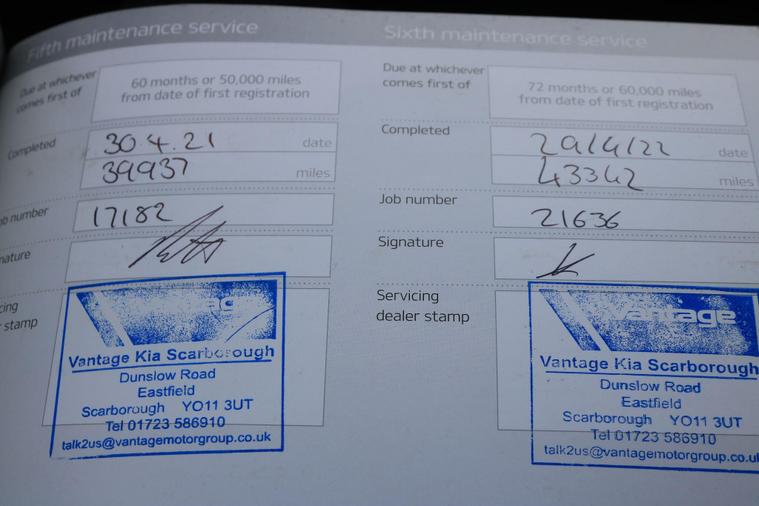 Fifth maintenance service
Due at whichever
comes first of
60 months or 50,000 miles
from date of first registration
Completed
30.4.21 date
39937 miles
ob number
17182
nature
cing
r stamp
Vantage Kia Scarborough
Dunslow Road
Eastfield
Scarborough YO11 3UT
Tel 01723 586910
talk2us@vantagemotorgroup.co.uk
Sixth maintenance service
Due at whichever
comes first of
72 months or 60,000 miles
from date of first registration
Completed
29/4/22 date
43342 miles
Job number
21636
Signature
Servicing
dealer stamp
Vantage
Vantage Kia Scarborough
Dunslow Road
Eastfield
Scarborough YO11 3UT
Tel 01723 586910
talk2us@vantagemotorgroup.co.uk